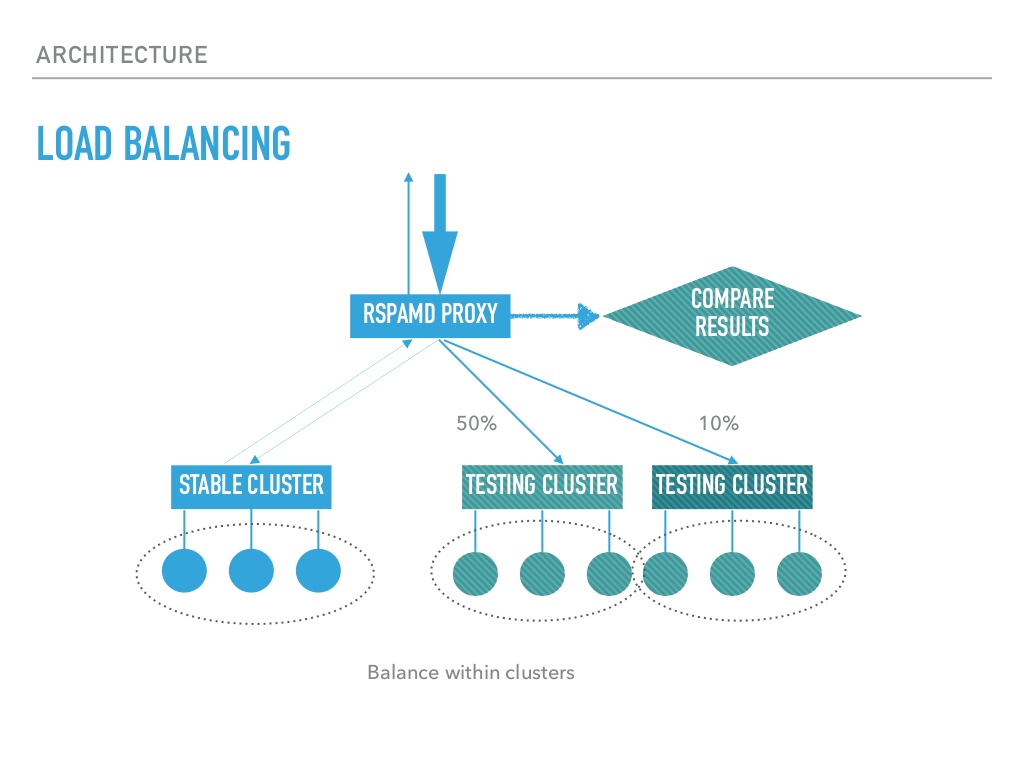 ARCHITECTURE
LOAD BALANCING
RSPAMD PROXY
COMPARE
RESULTS
50%
10%
STABLE CLUSTER
TESTING CLUSTER
TESTING CLUSTER
Balance within clusters